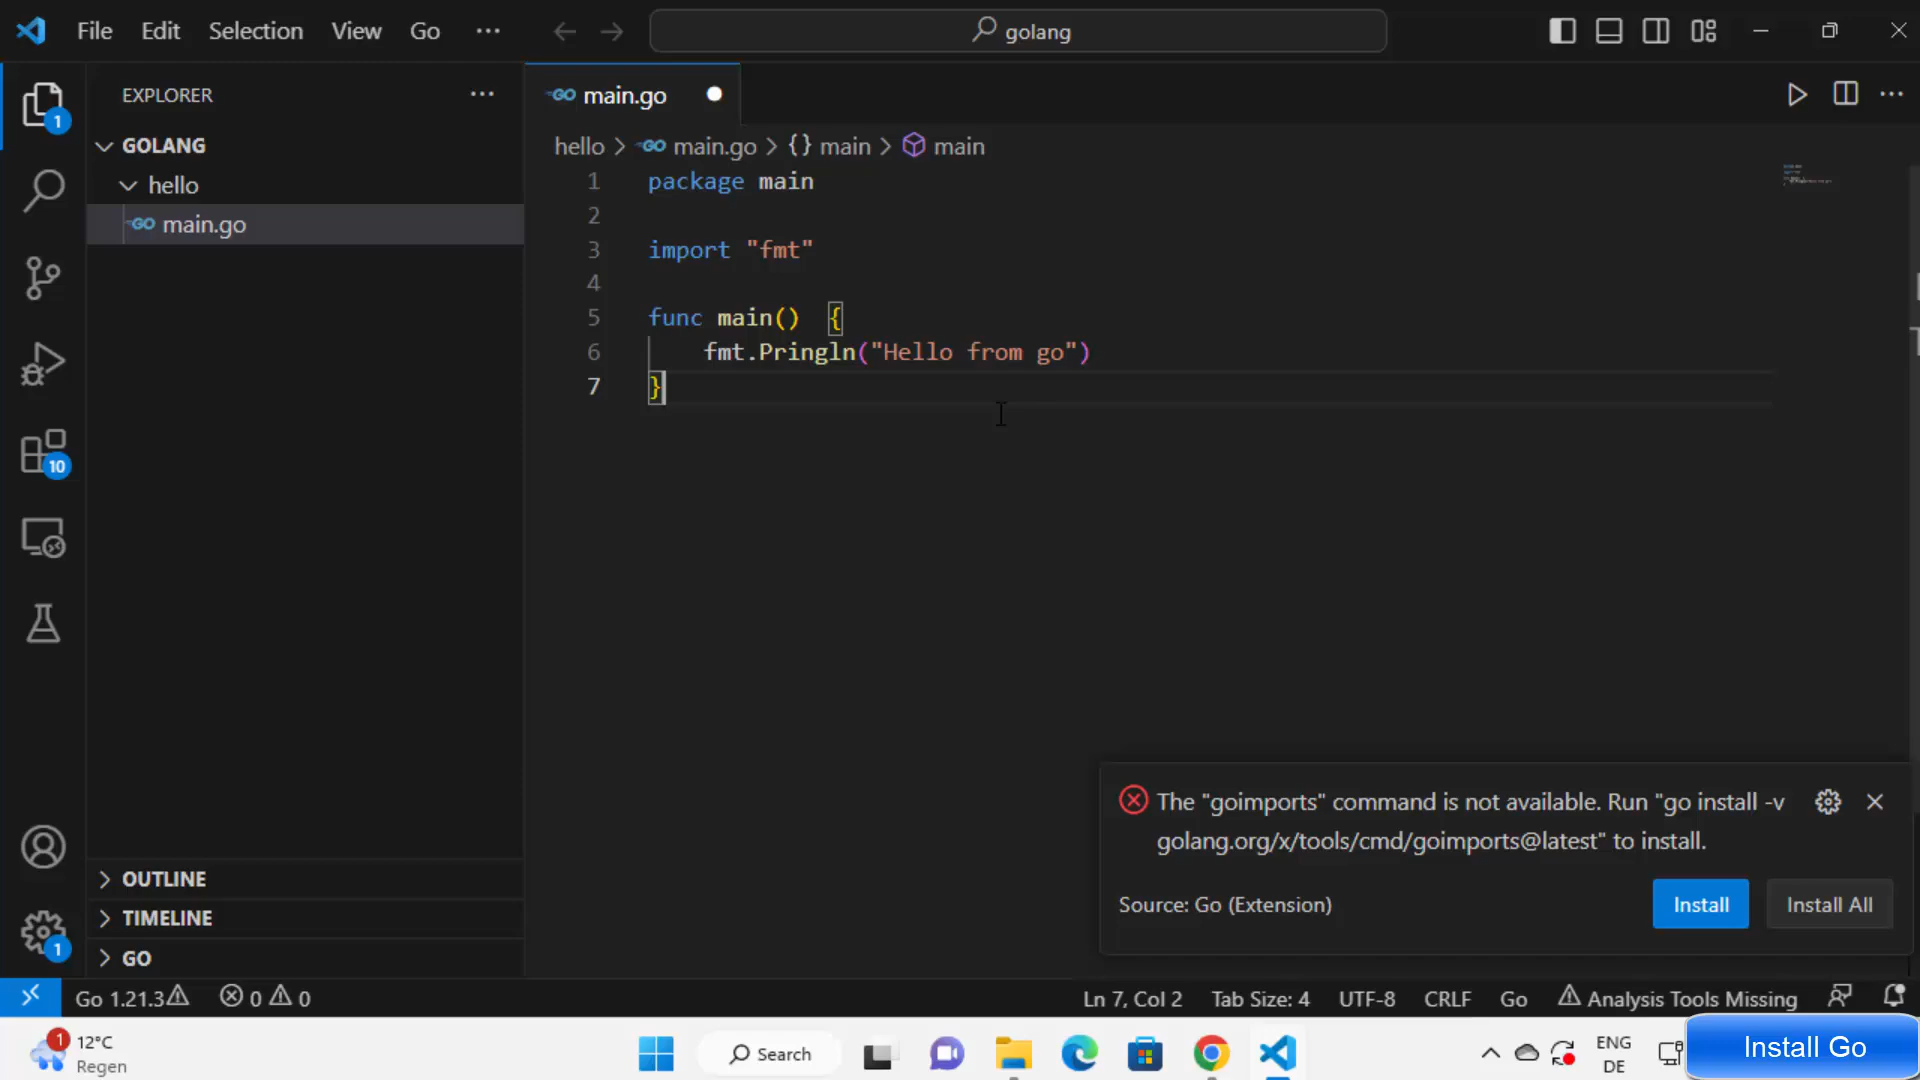 File Edit Selection View Go ··· golang
EXPLORER ···
GOLANG
hello
main.go
main.go
hello > main.go > {} main > main
1 package main
2
3 import "fmt"
4
5 func main()  {
6     fmt.Pringln("Hello from go")
7 }
1
10
OUTLINE
TIMELINE
GO
1
The "goimports" command is not available. Run "go install -v
golang.org/x/tools/cmd/goimports@latest" to install.
Source: Go (Extension) Install Install All
Go 1.21.3 0 0 Ln 7, Col 2 Tab Size: 4 UTF-8 CRLF Go Analysis Tools Missing
1
12°C
Regen
Search
ENG
DE
Install Go